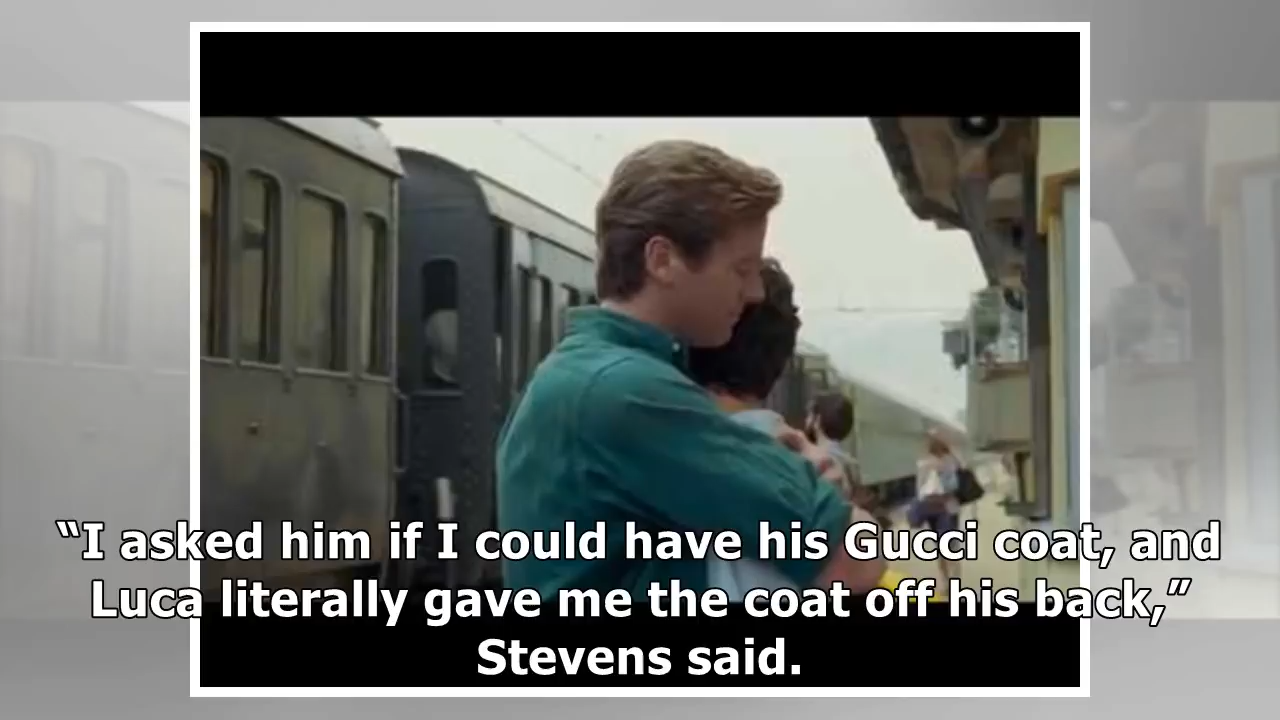 “I asked him if I could have his Gucci coat, and
Luca literally gave me the coat off his back,”
Stevens said.